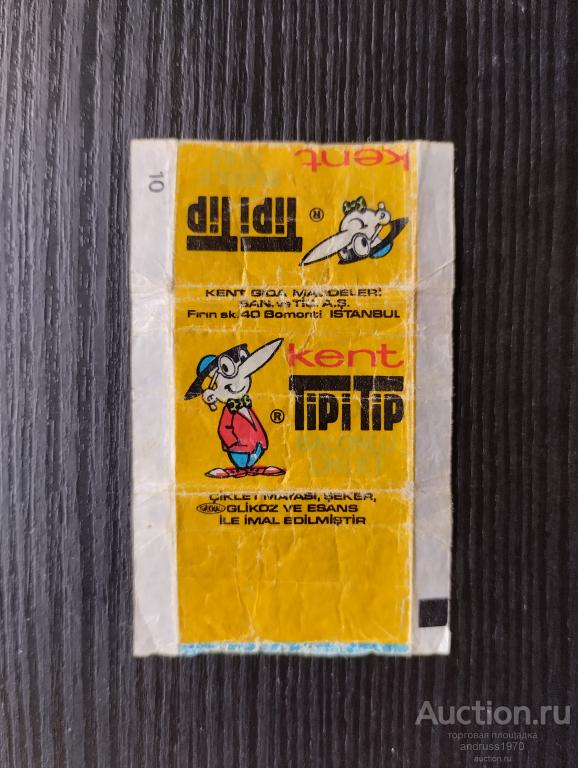 10
kent
TipiTip
®
KENT GIDA MADDELERİ
SAN. ve TİC. A.Ş.
Fırın sk. 40 Bomonti İSTANBUL
kent
® TipiTip
BALONLU
ÇİKLET
ÇİKLET MAYASI, ŞEKER,
GLİKOZ VE ESANS
İLE İMAL EDİLMİŞTİR
Auction.ru
торговая площадка
andruss1970
auction.ru